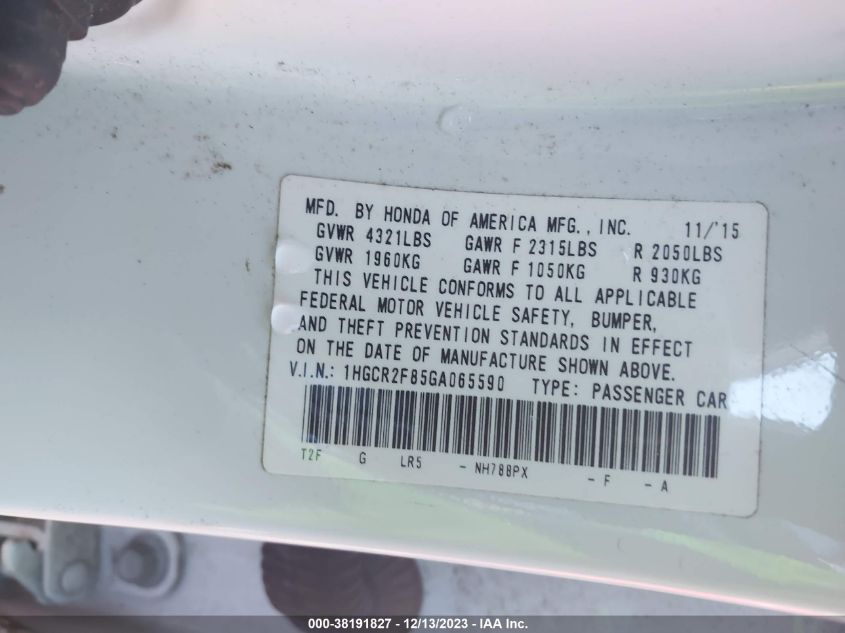 MFD. BY HONDA OF AMERICA MFG., INC. 11/'15
GVWR 4321LBS GAWR F 2315LBS R 2050LBS
GVWR 1960KG GAWR F 1050KG R 930KG
THIS VEHICLE CONFORMS TO ALL APPLICABLE
FEDERAL MOTOR VEHICLE SAFETY, BUMPER,
AND THEFT PREVENTION STANDARDS IN EFFECT
ON THE DATE OF MANUFACTURE SHOWN ABOVE.
V.I.N.: 1HGCR2F85GA065590 TYPE: PASSENGER CAR
T2F G LR5 - NH788PX - F - A
000-38191827 - 12/13/2023 - IAA Inc.